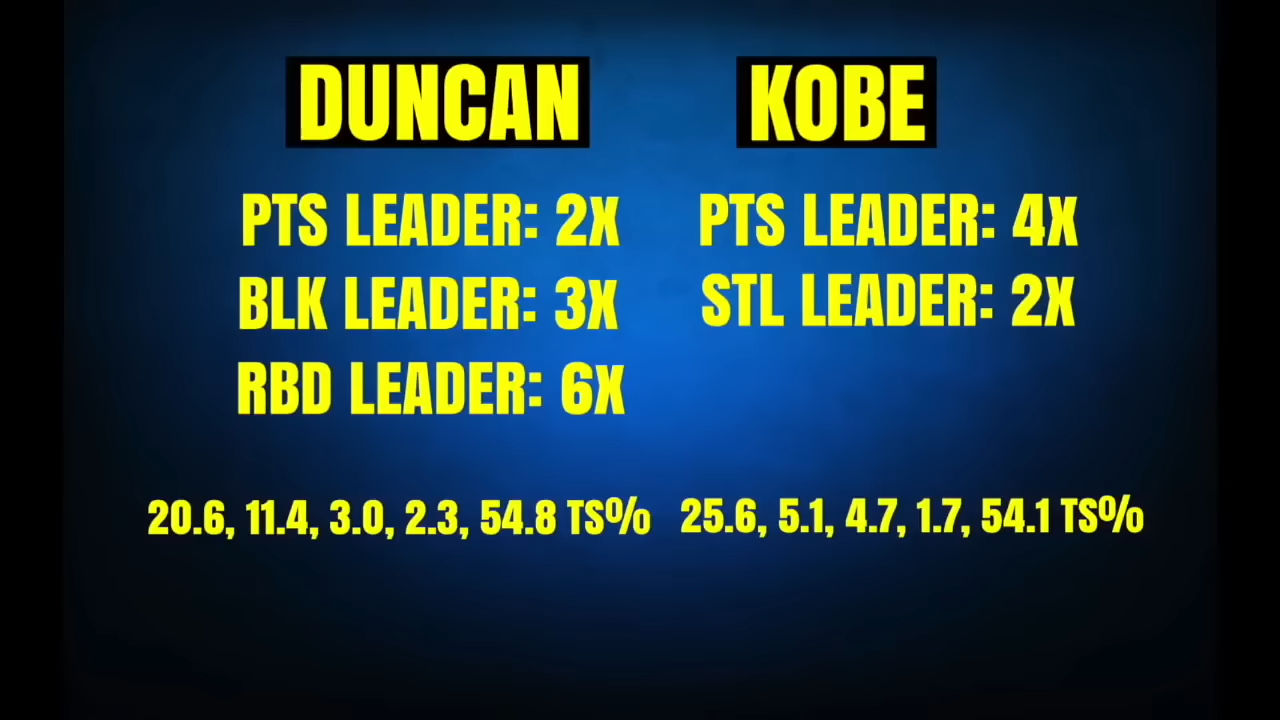 DUNCAN
PTS LEADER: 2X
BLK LEADER: 3X
RBD LEADER: 6X
20.6, 11.4, 3.0, 2.3, 54.8 TS%
KOBE
PTS LEADER: 4X
STL LEADER: 2X
25.6, 5.1, 4.7, 1.7, 54.1 TS%